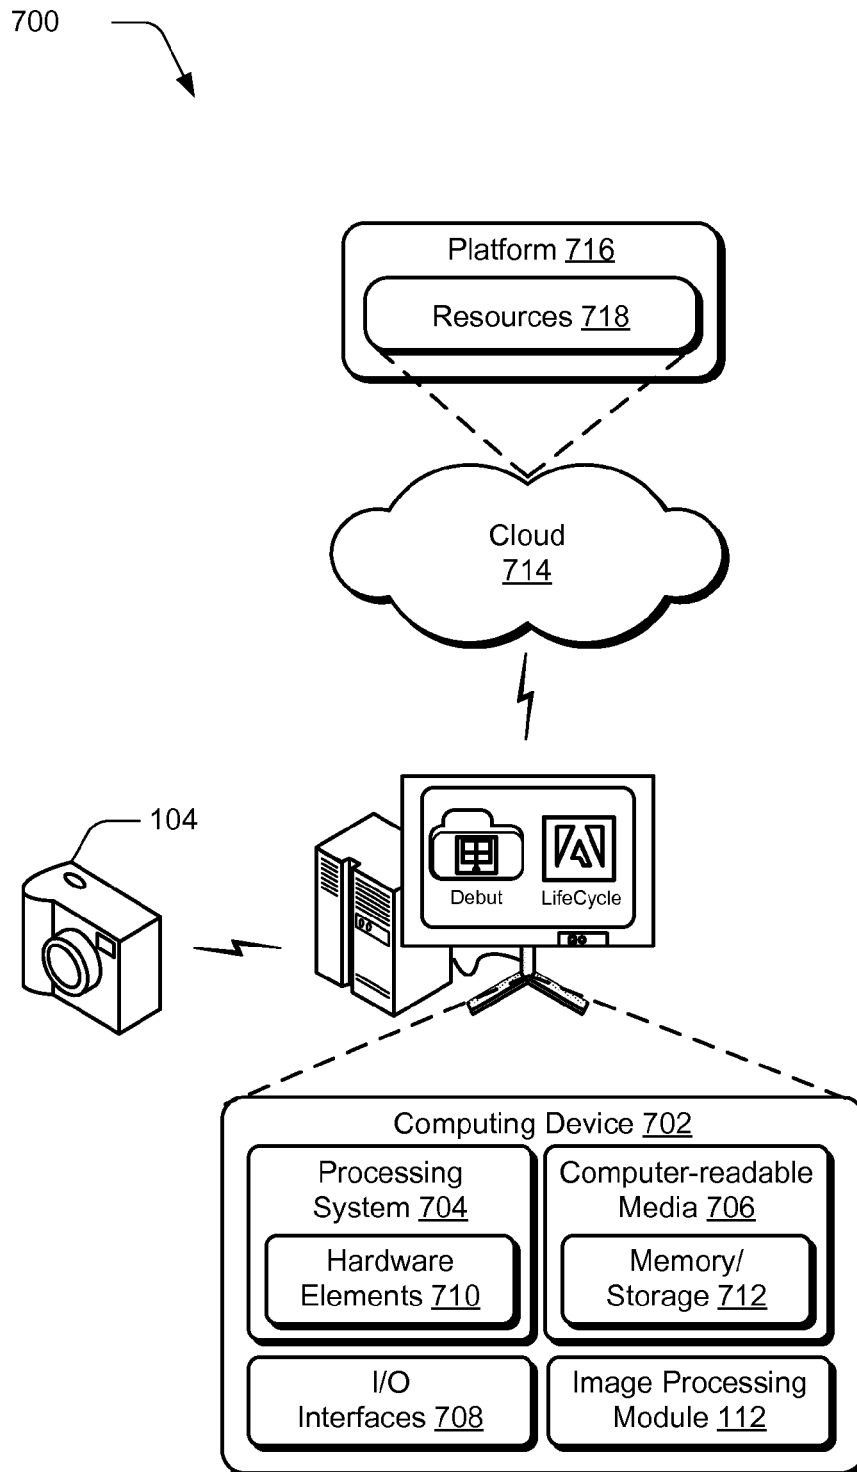 700
Platform 716
Resources 718
Cloud
714
104
Debut
LifeCycle
Computing Device 702
Processing
System 704
Hardware
Elements 710
Computer-readable
Media 706
Memory/
Storage 712
I/O
Interfaces 708
Image Processing
Module 112